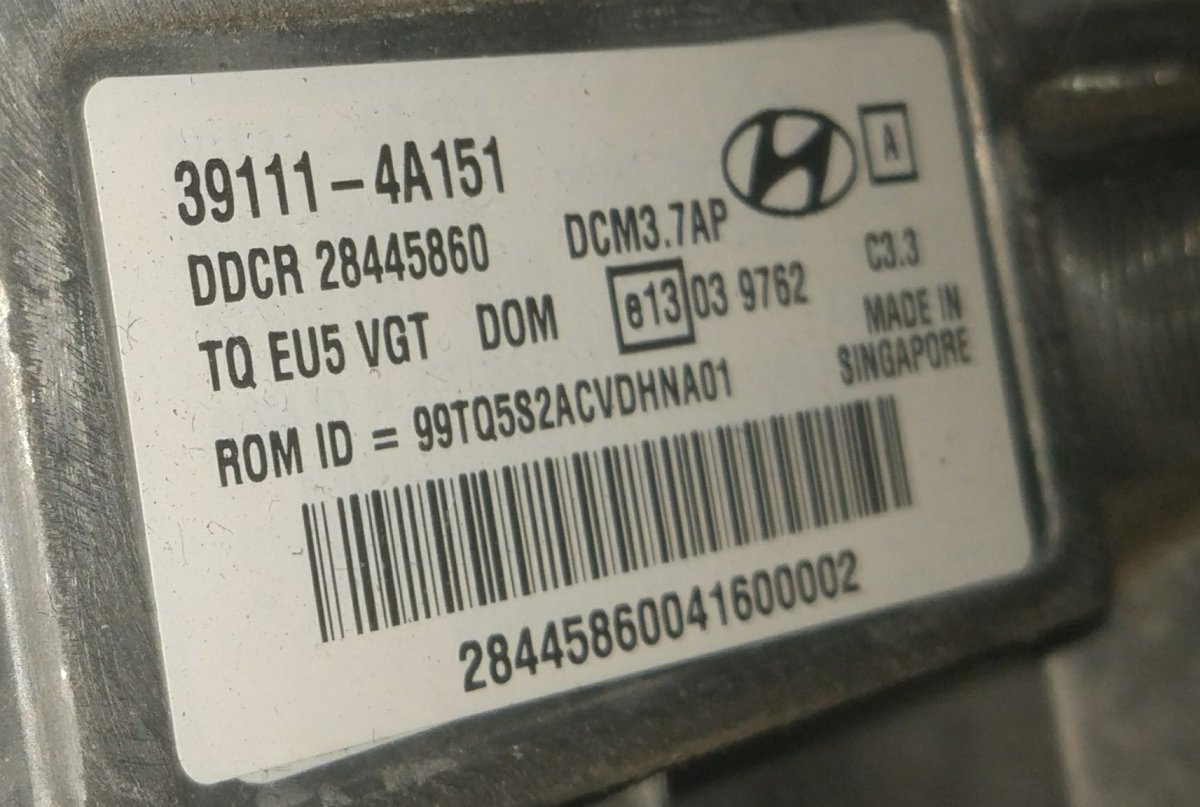 39111-4A151
A
DDCR 28445860 DCM3.7AP C3.3
TQ EU5 VGT DOM e13 03 9762 MADE IN
SINGAPORE
ROM ID = 99TQ5S2ACVDHNA01
28445860041600002